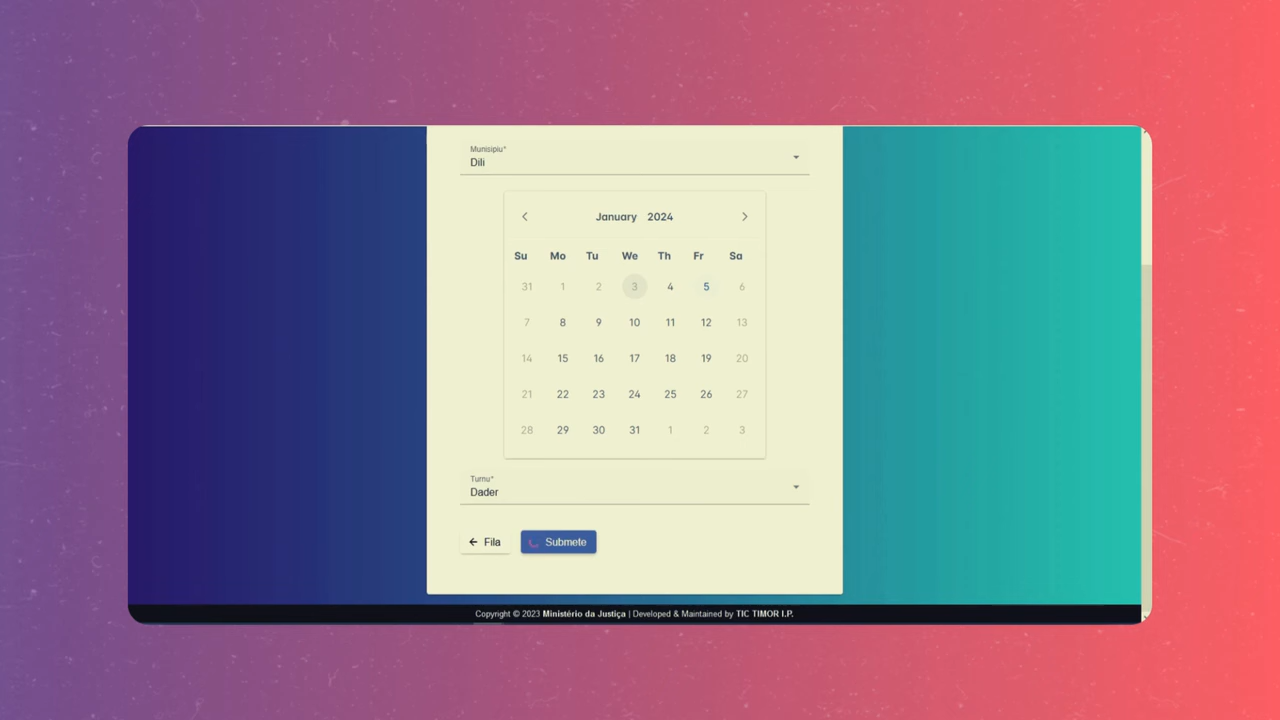 Munisipiu*
Dili
January 2024
Su Mo Tu We Th Fr Sa
31 1 2 3 4 5 6
7 8 9 10 11 12 13
14 15 16 17 18 19 20
21 22 23 24 25 26 27
28 29 30 31 1 2 3
Turnu*
Dader
Fila Submete
Copyright © 2023 Ministério da Justiça | Developed & Maintained by TIC TIMOR I.P.